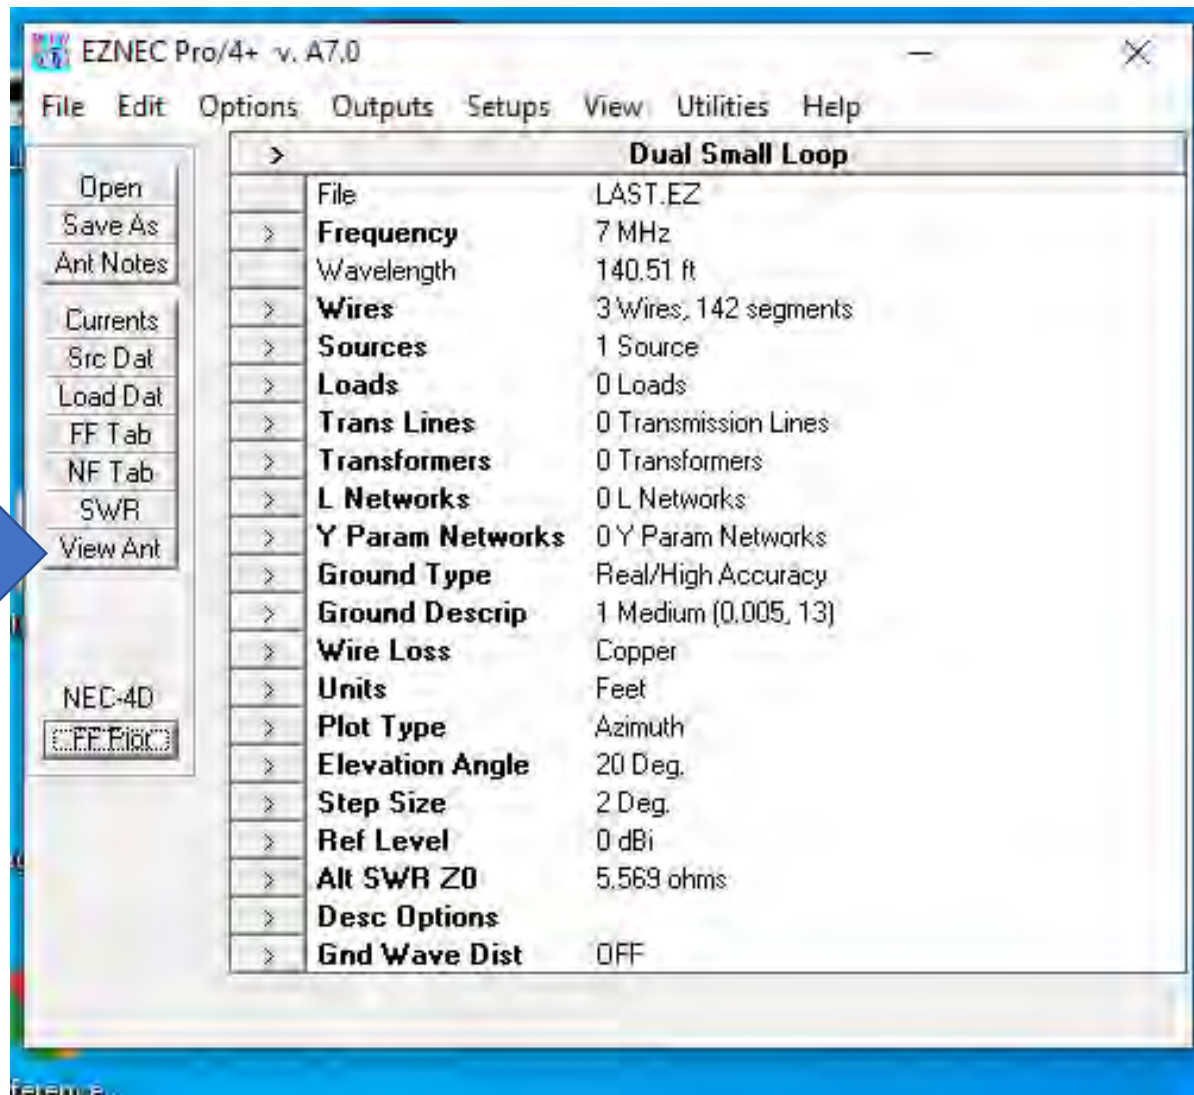 EZNEC Pro/4+ v. A7.0
File Edit Options Outputs Setups View Utilities Help
Open
Save As
Ant Notes
Currents
Src Dat
Load Dat
FF Tab
NF Tab
SWR
View Ant
NEC-4D
FF Plot
> Dual Small Loop
File LAST.EZ
> Frequency 7 MHz
Wavelength 140.51 ft
> Wires 3 Wires, 142 segments
> Sources 1 Source
> Loads 0 Loads
> Trans Lines 0 Transmission Lines
> Transformers 0 Transformers
> L Networks 0 L Networks
> Y Param Networks 0 Y Param Networks
> Ground Type Real/High Accuracy
> Ground Descrip 1 Medium (0.005, 13)
> Wire Loss Copper
> Units Feet
> Plot Type Azimuth
> Elevation Angle 20 Deg.
> Step Size 2 Deg.
> Ref Level 0 dBi
> Alt SWR Z0 5.569 ohms
> Desc Options
> Gnd Wave Dist OFF